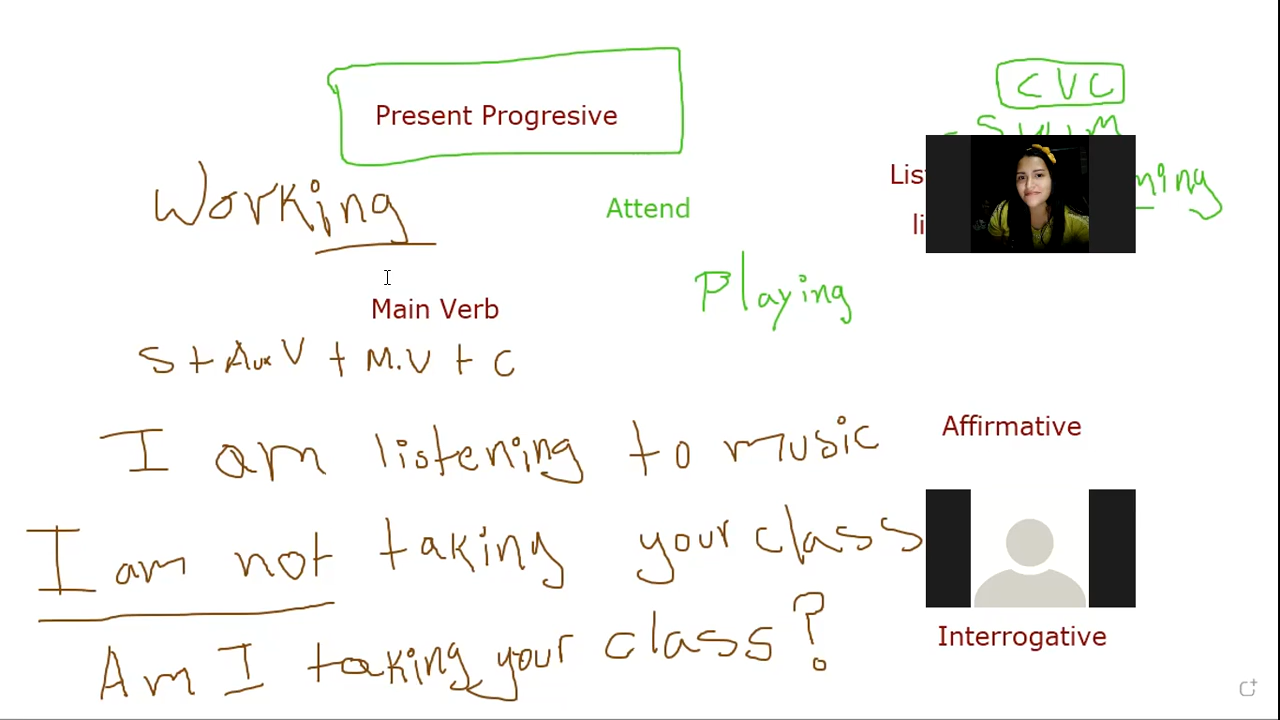 CVC
Present Progresive
- Swim
Working
Attend
Playing
Main Verb
S + Aux V + M.V + C
I am listening to music
Affirmative
I am not taking your class
Am I taking your class?
Interrogative